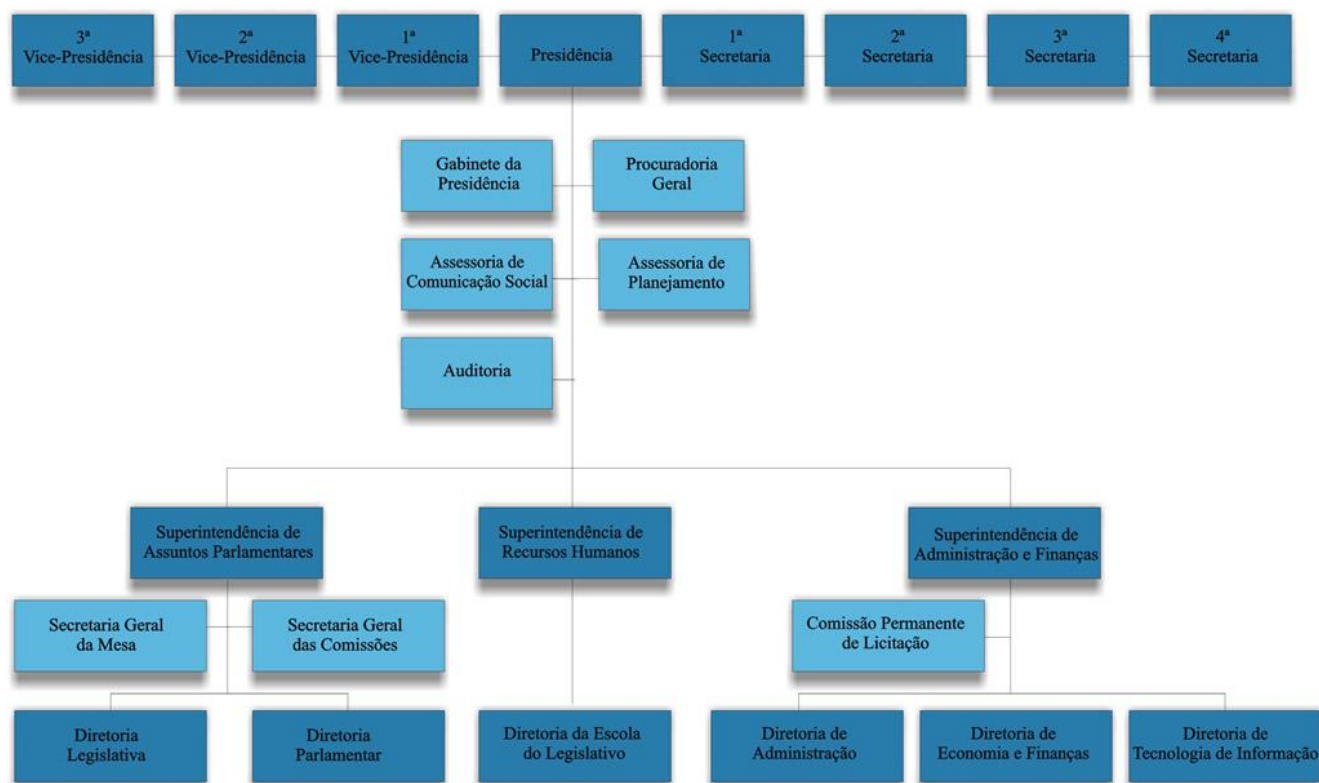 3ª
Vice-Presidência
2ª
Vice-Presidência
1ª
Vice-Presidência
Presidência
1ª
Secretaria
2ª
Secretaria
3ª
Secretaria
4ª
Secretaria
Gabinete da
Presidência
Procuradoria
Geral
Assessoria de
Comunicação Social
Assessoria de
Planejamento
Auditoria
Superintendência de
Assuntos Parlamentares
Superintendência de
Recursos Humanos
Superintendência de
Administração e Finanças
Secretaria Geral
da Mesa
Secretaria Geral
das Comissões
Comissão Permanente
de Licitação
Diretoria
Legislativa
Diretoria
Parlamentar
Diretoria da Escola
do Legislativo
Diretoria de
Administração
Diretoria de
Economia e Finanças
Diretoria de
Tecnologia de Informação